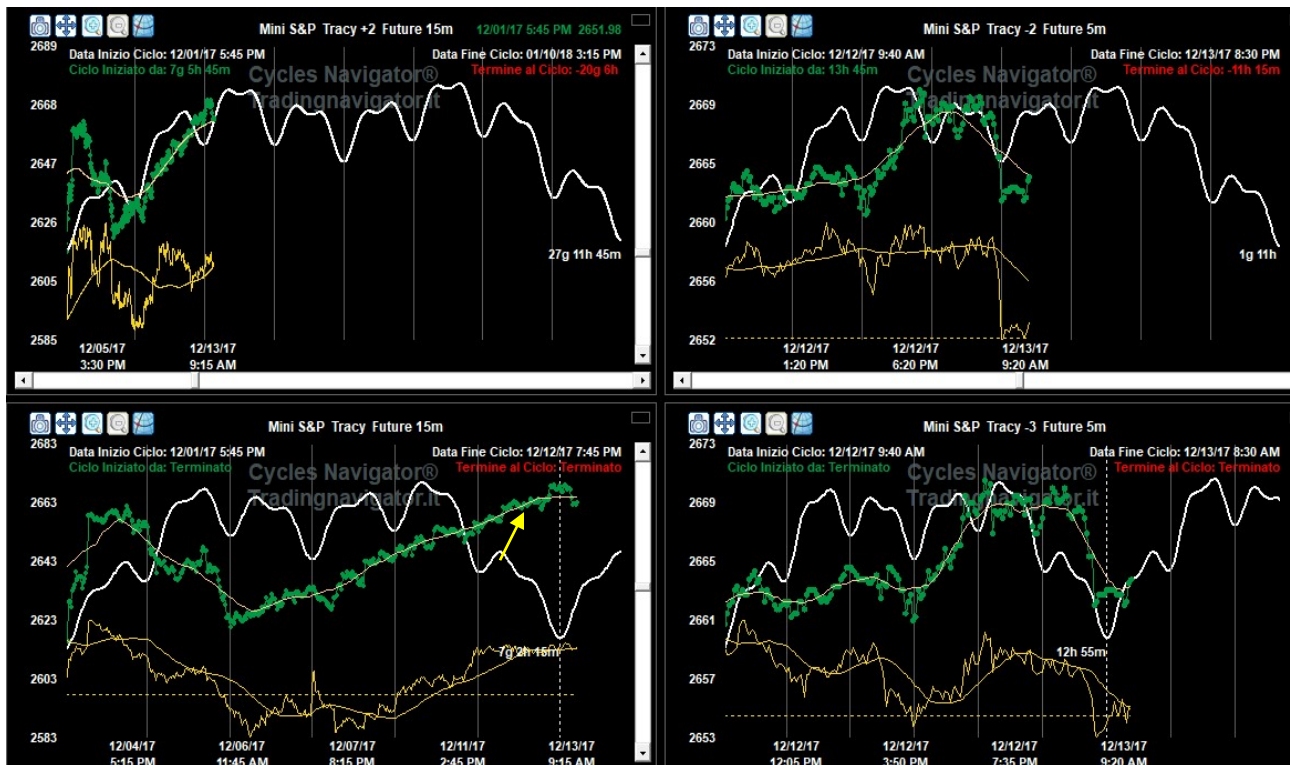 Mini S&P Tracy +2 Future 15m 12/01/17 5:45 PM 2651.98
2689
Data Inizio Ciclo: 12/01/17 5:45 PM Data Fine Ciclo: 01/10/18 3:15 PM
Ciclo Iniziato da: 7g 5h 45m Termine al Ciclo: -20g 6h
Cycles Navigator®
Tradingnavigator.it
2668
2647
2626
27g 11h 45m
2605
2585
12/05/17 12/13/17
3:30 PM 9:15 AM
Mini S&P Tracy -2 Future 5m
2673
Data Inizio Ciclo: 12/12/17 9:40 AM Data Fine Ciclo: 12/13/17 8:30 PM
Ciclo Iniziato da: 13h 45m Termine al Ciclo: -11h 15m
Cycles Navigator®
Tradingnavigator.it
2669
2665
2660
1g 11h
2656
2652
12/12/17 12/12/17 12/13/17
1:20 PM 6:20 PM 9:20 AM
Mini S&P Tracy Future 15m
2683
Data Inizio Ciclo: 12/01/17 5:45 PM Data Fine Ciclo: 12/12/17 7:45 PM
Ciclo Iniziato da: Terminato Termine al Ciclo: Terminato
Cycles Navigator®
Tradingnavigator.it
2663
2643
2623
7g 2h 15m
2603
2583
12/04/17 12/06/17 12/07/17 12/11/17 12/13/17
5:15 PM 11:45 AM 8:15 PM 2:45 PM 9:15 AM
Mini S&P Tracy -3 Future 5m
2673
Data Inizio Ciclo: 12/12/17 9:40 AM Data Fine Ciclo: 12/13/17 8:30 AM
Ciclo Iniziato da: Terminato Termine al Ciclo: Terminato
Cycles Navigator®
Tradingnavigator.it
2669
2665
2661
12h 55m
2657
2653
12/12/17 12/12/17 12/12/17 12/13/17
12:05 PM 3:50 PM 7:35 PM 9:20 AM